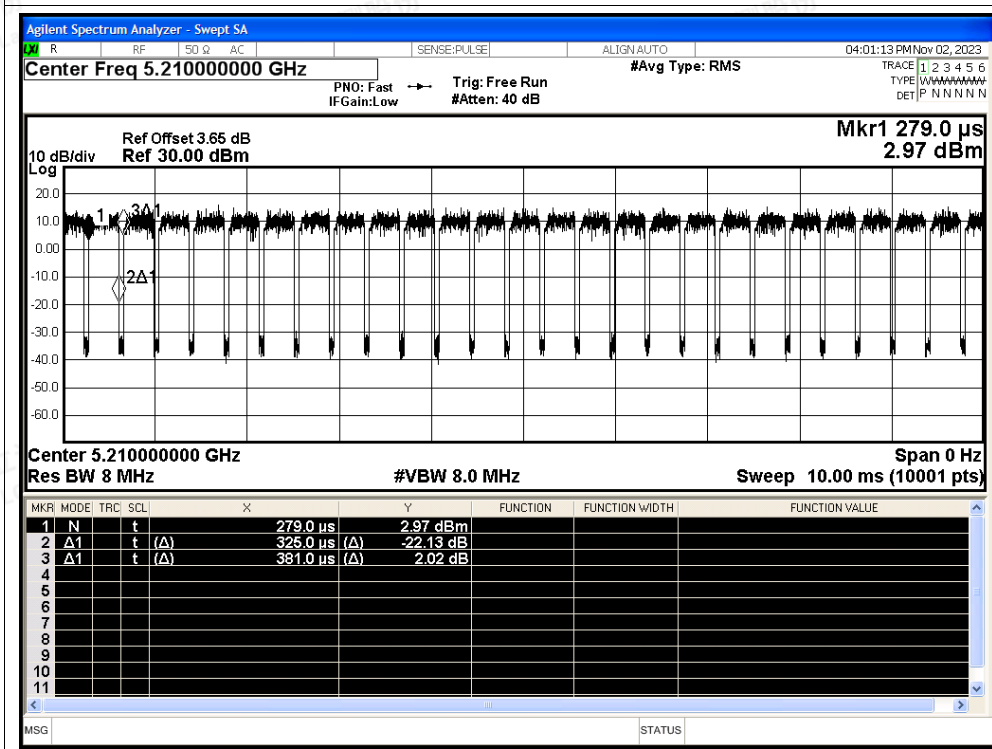 Agilent Spectrum Analyzer - Swept SA
LXI R RF 50 Ω AC SENSE:PULSE ALIGN AUTO 04:01:13 PM Nov 02, 2023
Center Freq 5.210000000 GHz #Avg Type: RMS TRACE 1 2 3 4 5 6
PNO: Fast Trig: Free Run TYPE WWWWWW
IFGain:Low #Atten: 40 dB DET P N N N N N
Mkr1 279.0 µs
Ref Offset 3.65 dB
10 dB/div Ref 30.00 dBm 2.97 dBm
Log
20.0
1 3Δ1
10.0
0.00
-10.0 2Δ1
-20.0
-30.0
-40.0
-50.0
-60.0
Center 5.210000000 GHz Span 0 Hz
Res BW 8 MHz #VBW 8.0 MHz Sweep 10.00 ms (10001 pts)
MKR MODE TRC SCL X Y FUNCTION FUNCTION WIDTH FUNCTION VALUE
1 N t 279.0 µs 2.97 dBm
2 Δ1 t (Δ) 325.0 µs (Δ) -22.13 dB
3 Δ1 t (Δ) 381.0 µs (Δ) 2.02 dB
4
5
6
7
8
9
10
11
MSG STATUS